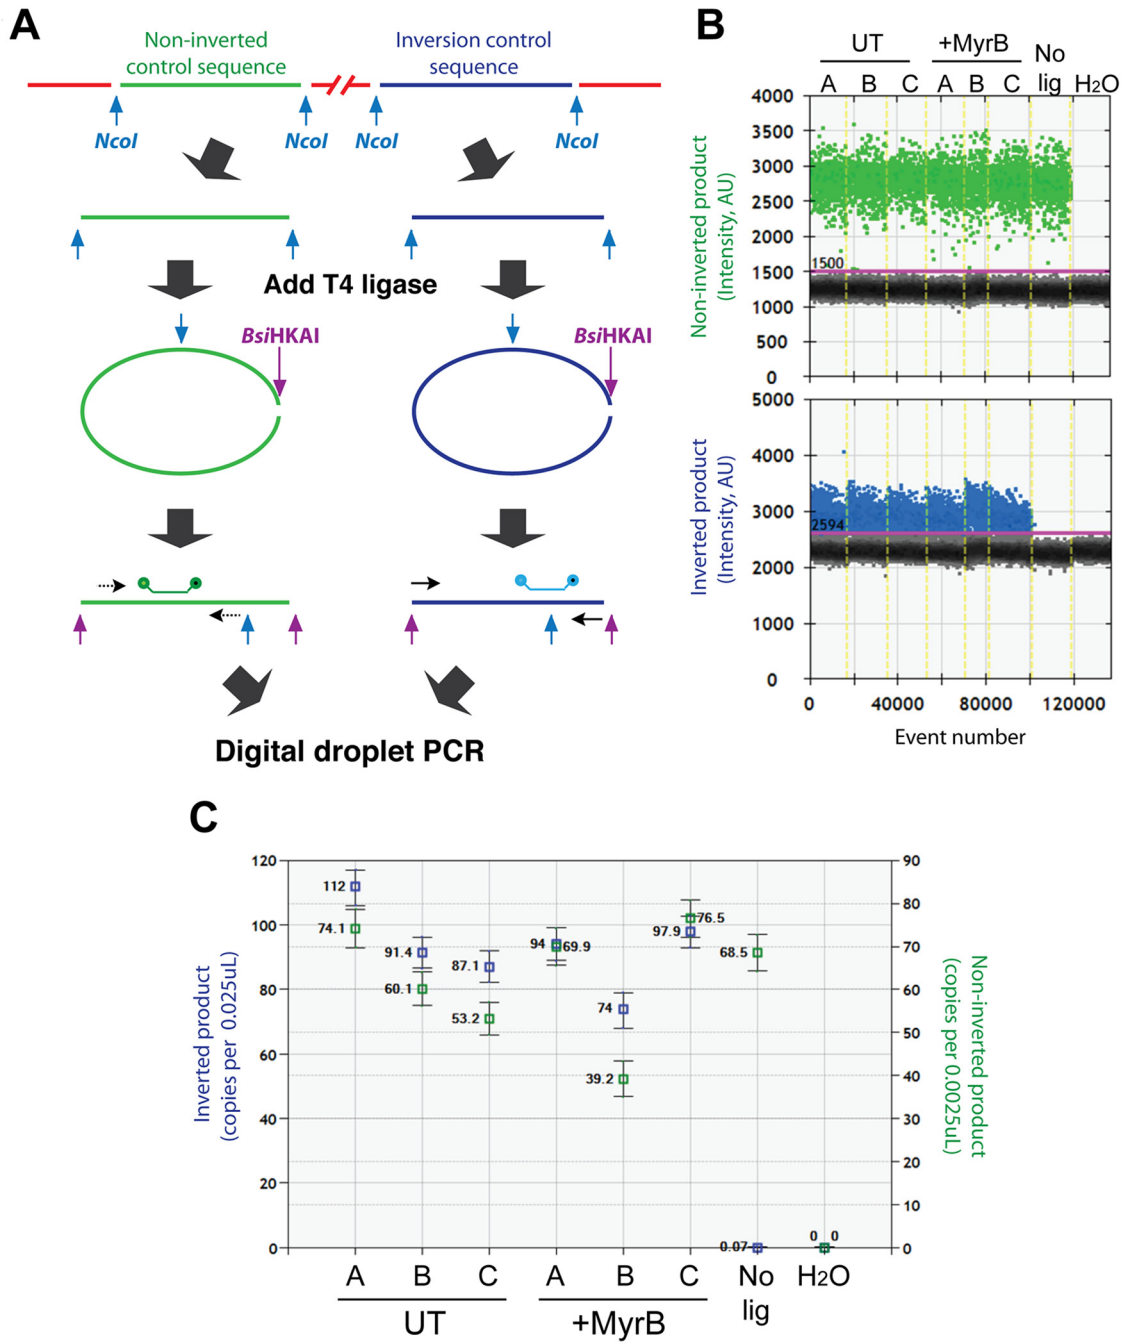 A
Non-inverted
control sequence
Inversion control
sequence
NcoI
NcoI
NcoI
NcoI
Add T4 ligase
BsiHKAI
BsiHKAI
Digital droplet PCR
B
UT
+MyrB
No
lig
H2O
A
B
C
A
B
C
Non-inverted product
(Intensity, AU)
4000
3500
3000
2500
2000
1500
1000
500
0
1500
Inverted product
(Intensity, AU)
5000
4000
3000
2000
1000
0
2594
0
40000
80000
120000
Event number
C
Inverted product
(copies per 0.025uL)
120
100
80
60
40
20
0
112
74.1
91.4
60.1
87.1
53.2
94
69.9
74
39.2
97.9
76.5
68.5
0.07
0
0
90
80
70
60
50
40
30
20
10
0
Non-inverted product
(copies per 0.0025uL)
A
B
C
A
B
C
No
lig
H2O
UT
+MyrB